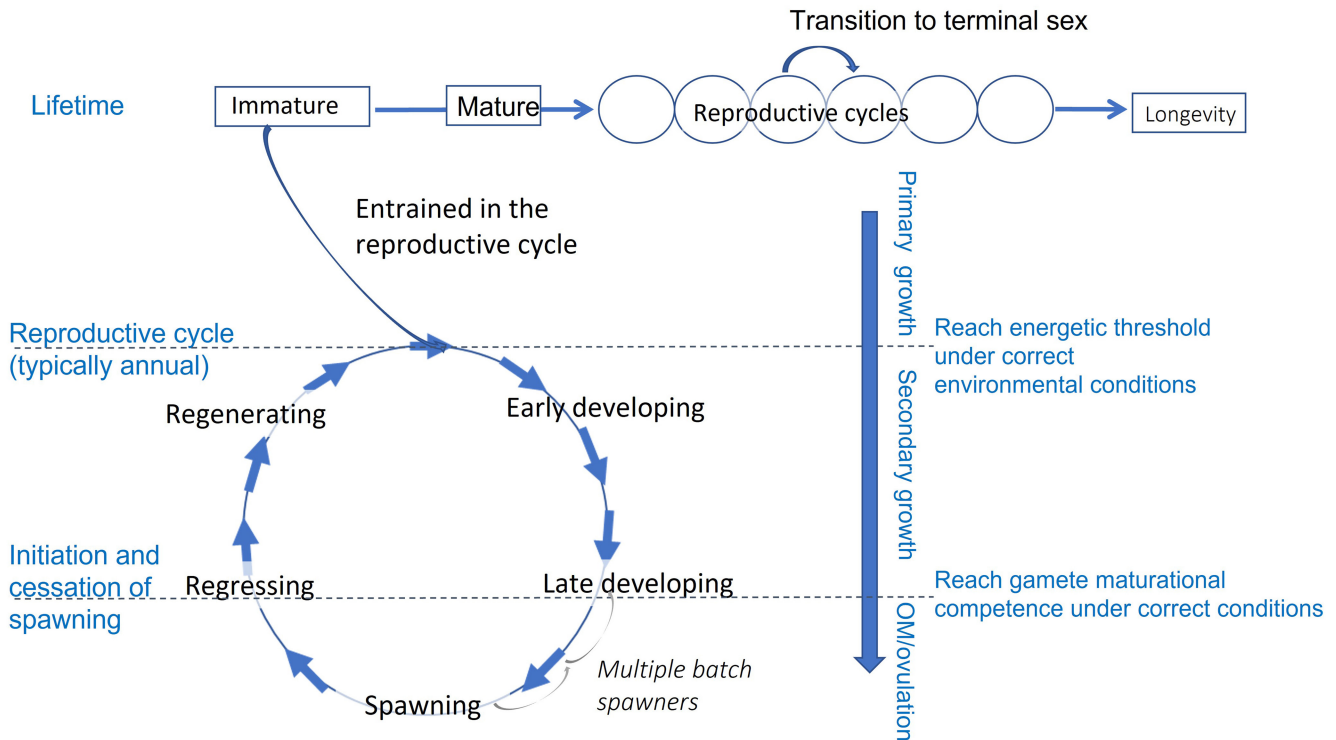 Transition to terminal sex
Lifetime
Immature
Mature
Reproductive cycles
Longevity
Entrained in the
reproductive cycle
Primary growth
Reproductive cycle
(typically annual)
Reach energetic threshold
under correct
environmental conditions
Regenerating
Early developing
Secondary growth
Initiation and
cessation of
spawning
Regressing
Late developing
Reach gamete maturational
competence under correct conditions
OM/ovulation
Multiple batch
spawners
Spawning